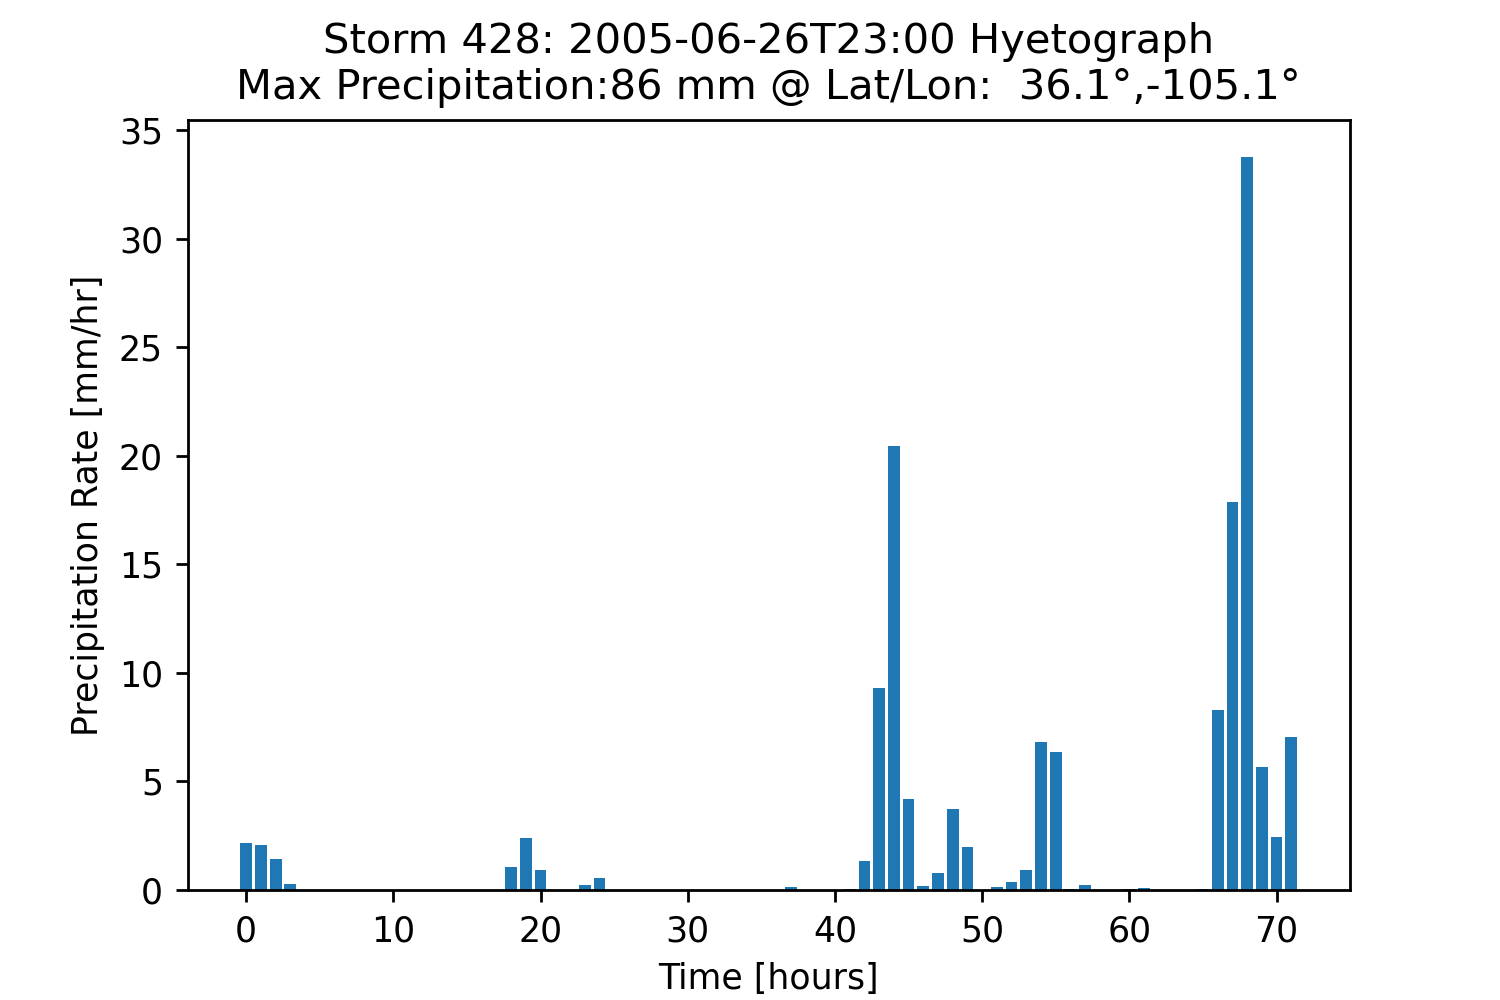 Storm 428: 2005-06-26T23:00 Hyetograph
Max Precipitation:86 mm @ Lat/Lon:  36.1°,-105.1°
35
30
25
20
15
10
5
0
Precipitation Rate [mm/hr]
0 10 20 30 40 50 60 70
Time [hours]